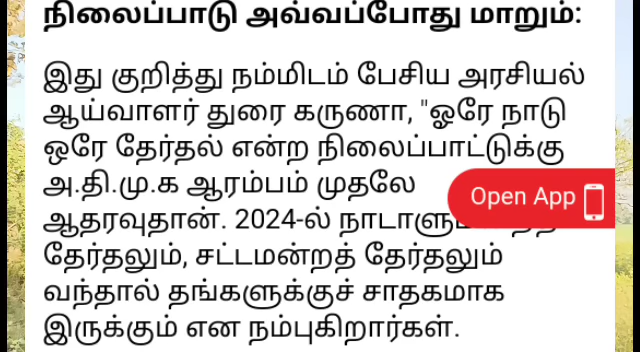 நிலைப்பாடு அவ்வப்போது மாறும்:
இது குறித்து நம்மிடம் பேசிய அரசியல்
ஆய்வாளர் துரை கருணா, "ஓரே நாடு
ஒரே தேர்தல் என்ற நிலைப்பாட்டுக்கு
அ.தி.மு.க ஆரம்பம் முதலே
Open App
ஆதரவுதான். 2024-ல்
தேர்தலும், சட்டமன்றத் தேர்தலும்
வந்தால் தங்களுக்குச் சாதகமாக
இருக்கும் என நம்புகிறார்கள்.